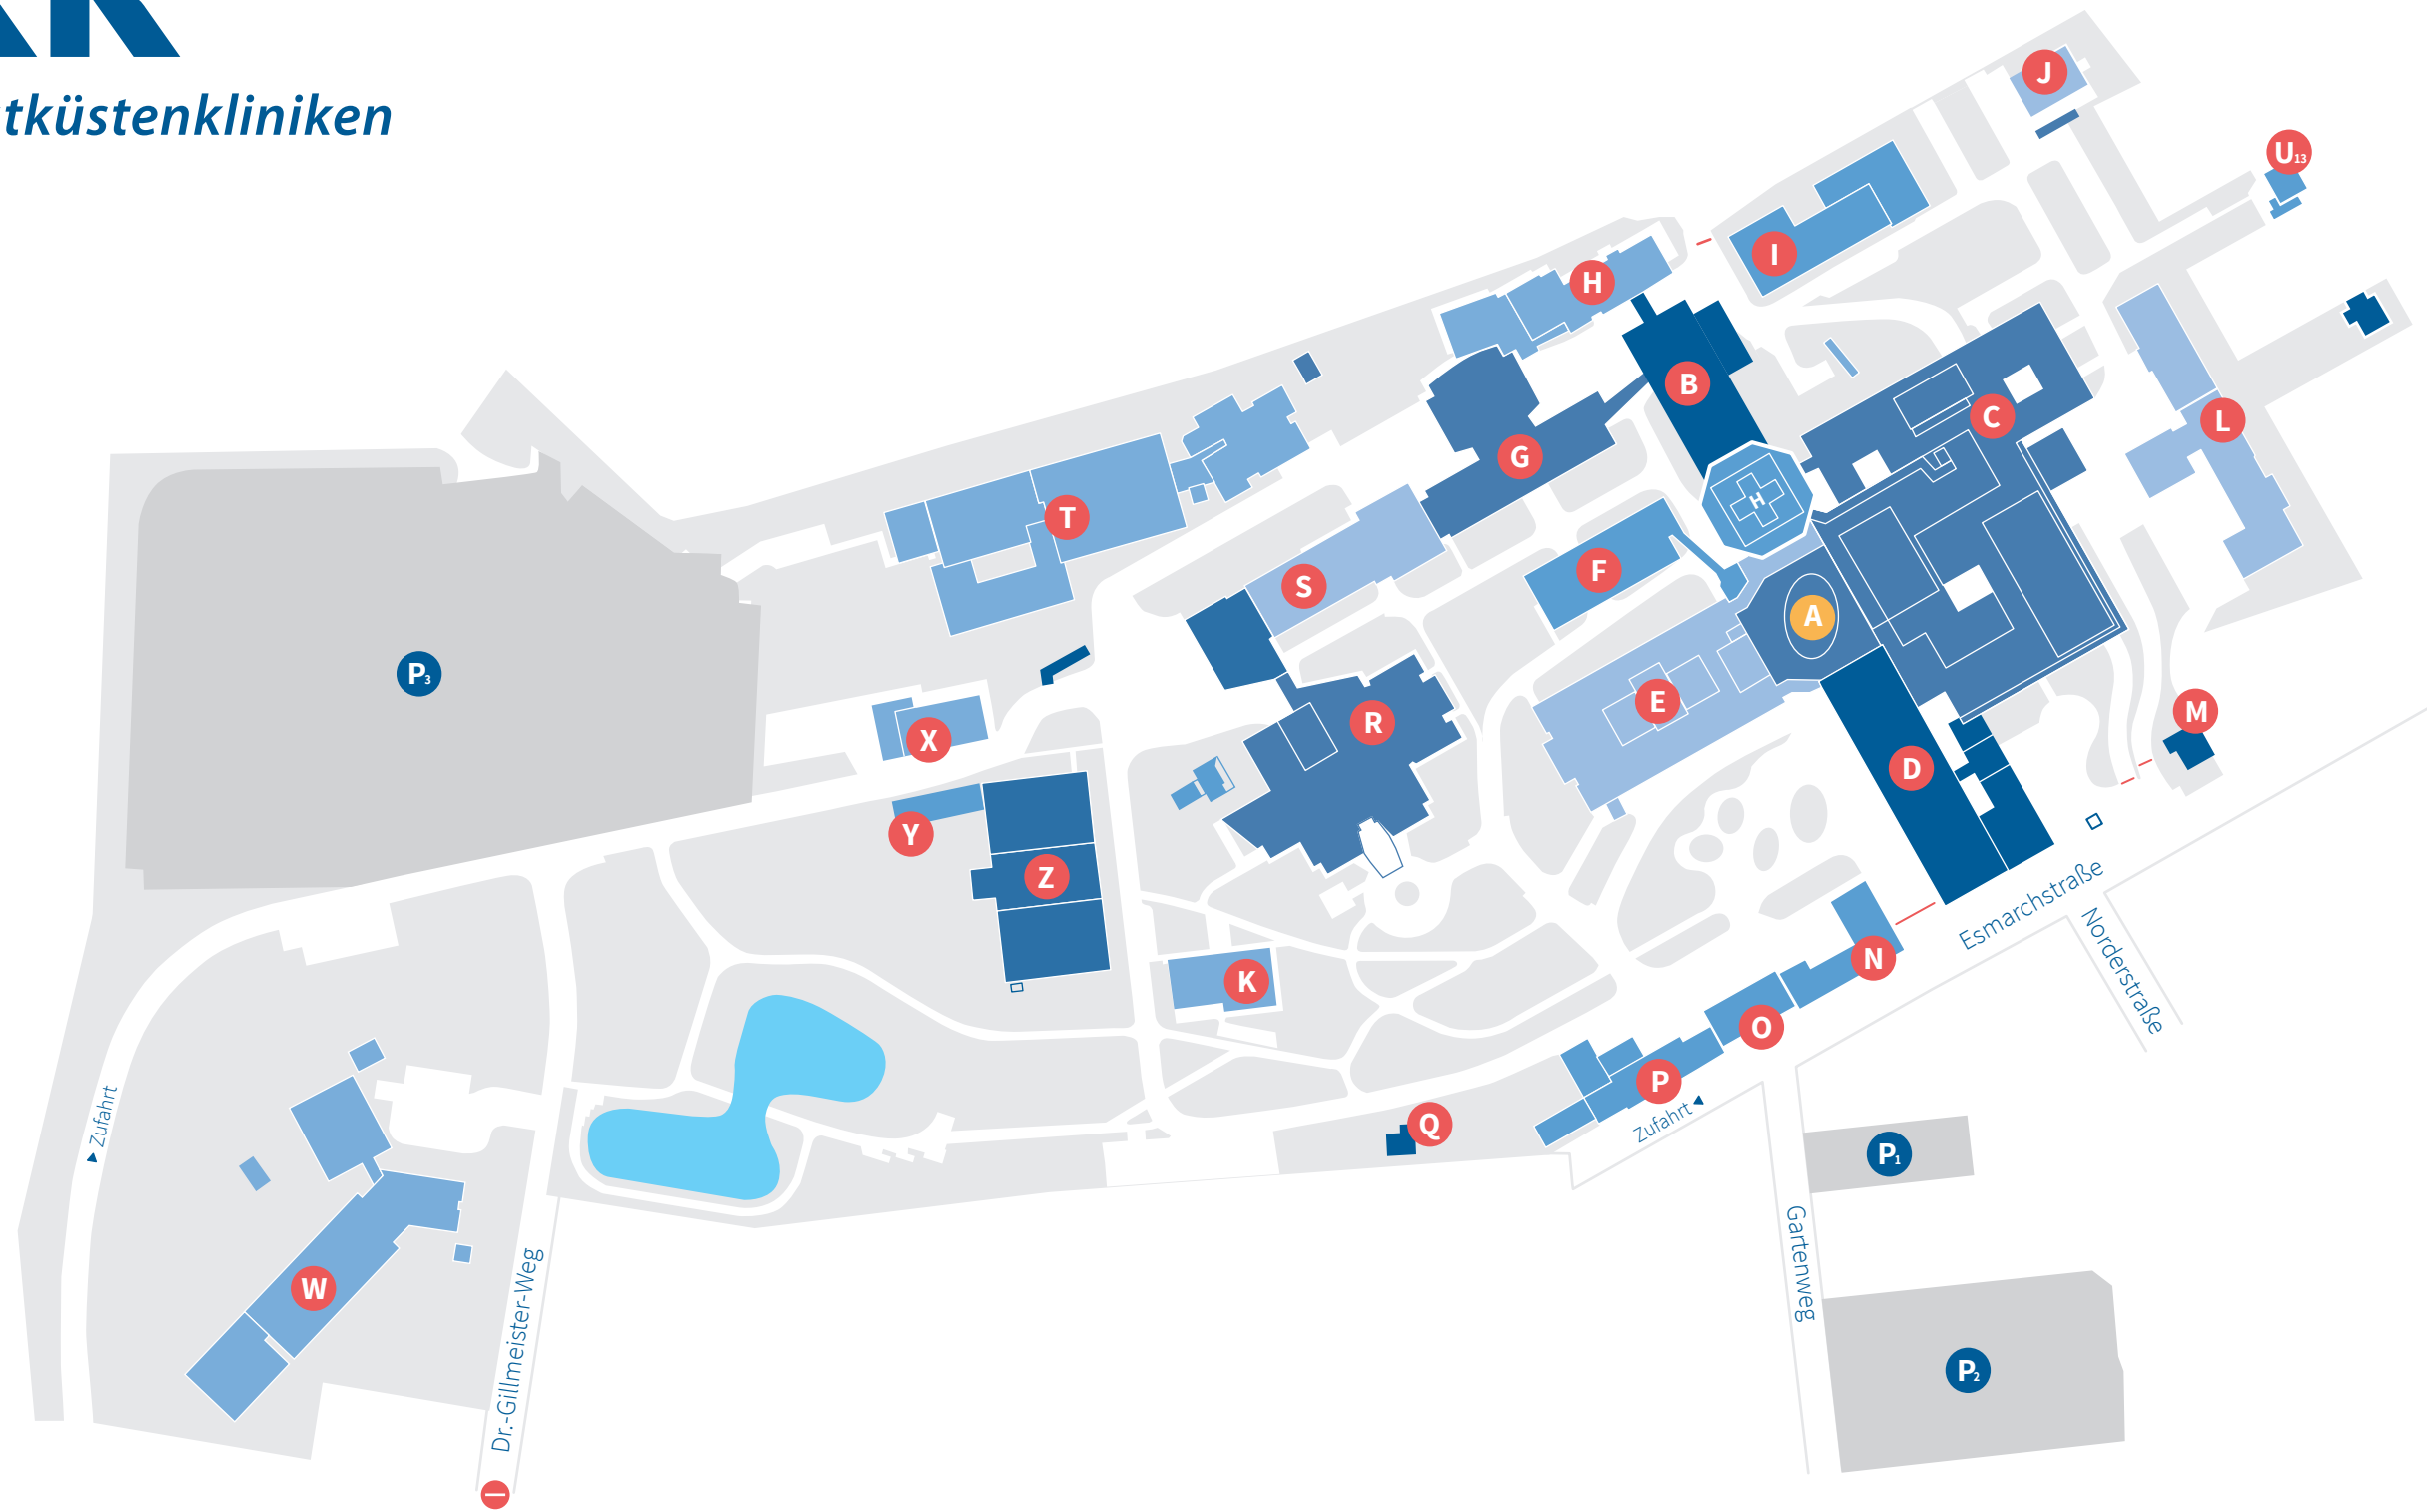 tküstenkliniken
J
U13
I
H
B
C
L
G
H
T
S
F
A
P3
R
E
M
X
D
Y
Z
Esmarchstraße
Norderstraße
N
K
O
P
Zufahrt
Q
Zufahrt
P1
Gartenweg
W
Dr.-Gillmeister-Weg
P2